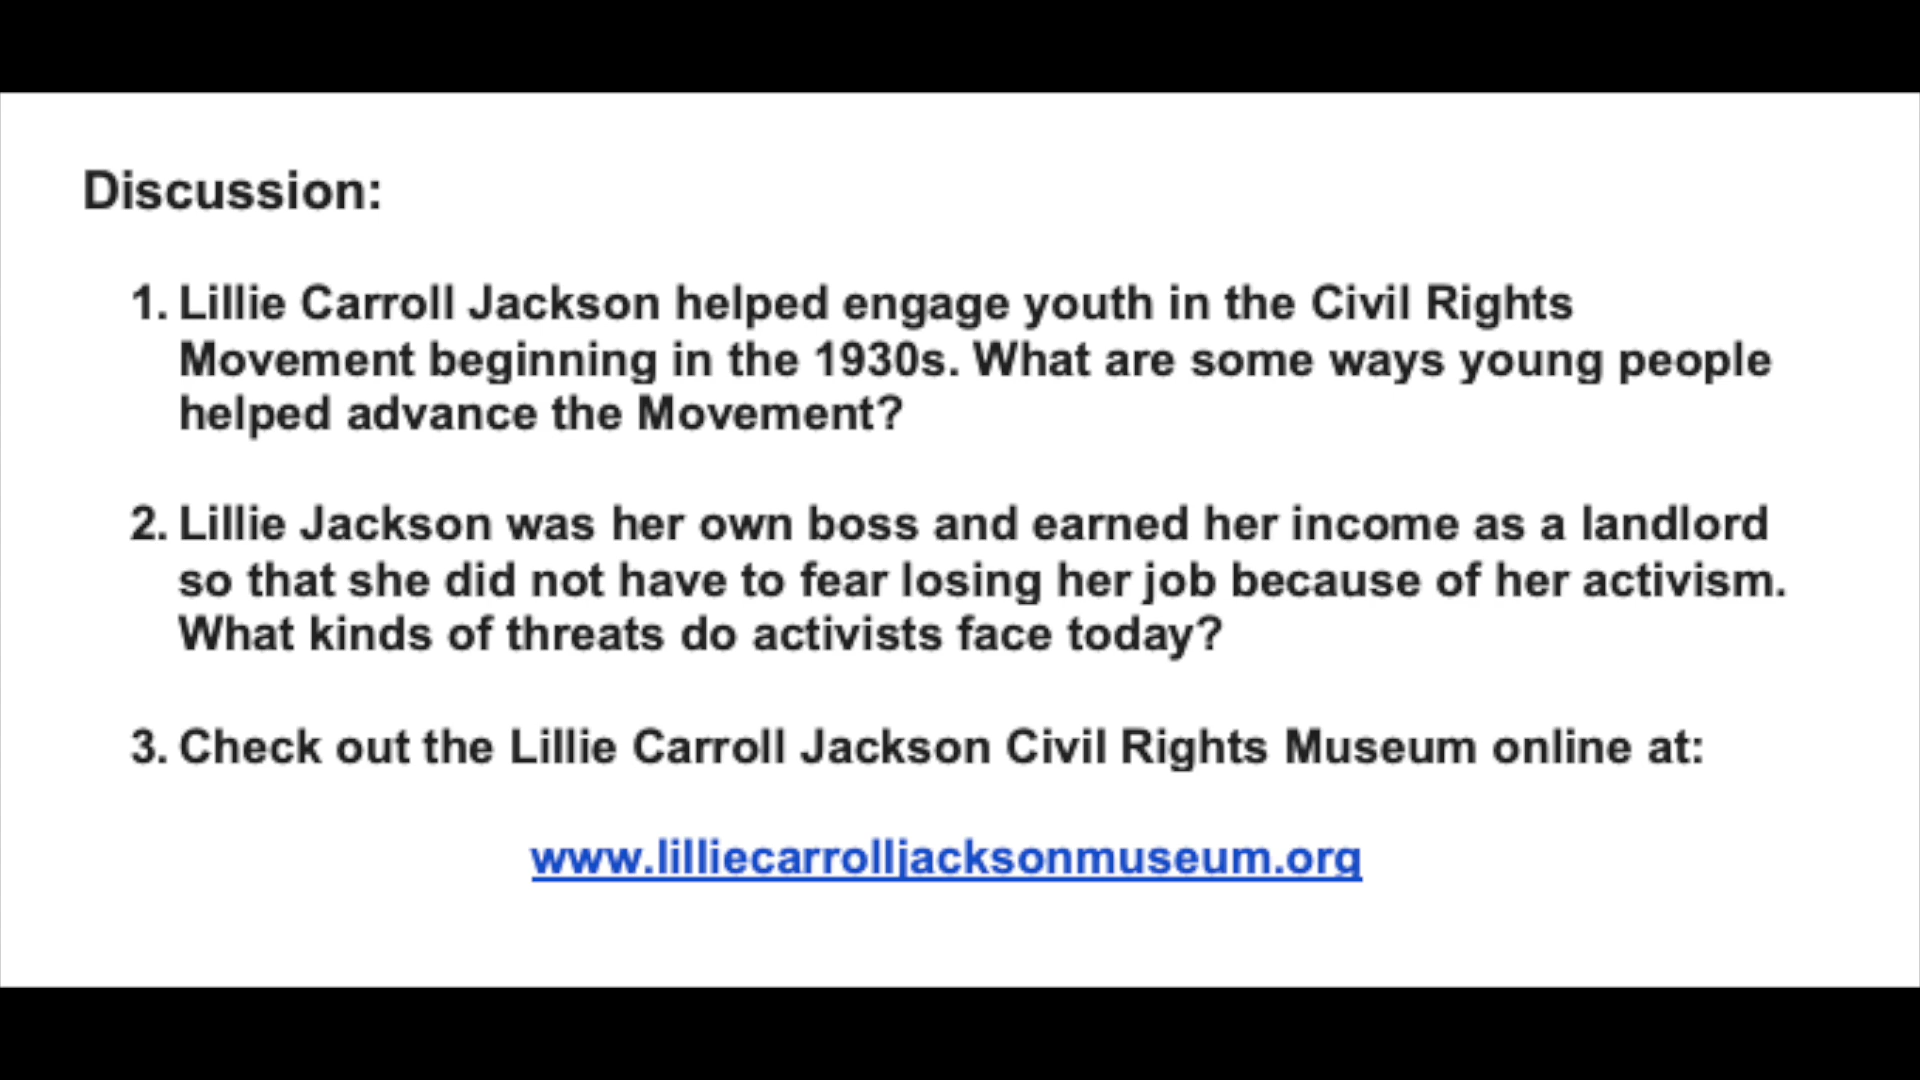 Discussion:
1. Lillie Carroll Jackson helped engage youth in the Civil Rights
Movement beginning in the 1930s. What are some ways young people
helped advance the Movement?
2. Lillie Jackson was her own boss and earned her income as a landlord
so that she did not have to fear losing her job because of her activism.
What kinds of threats do activists face today?
3. Check out the Lillie Carroll Jackson Civil Rights Museum online at:
www.lilliecarrolljacksonmuseum.org